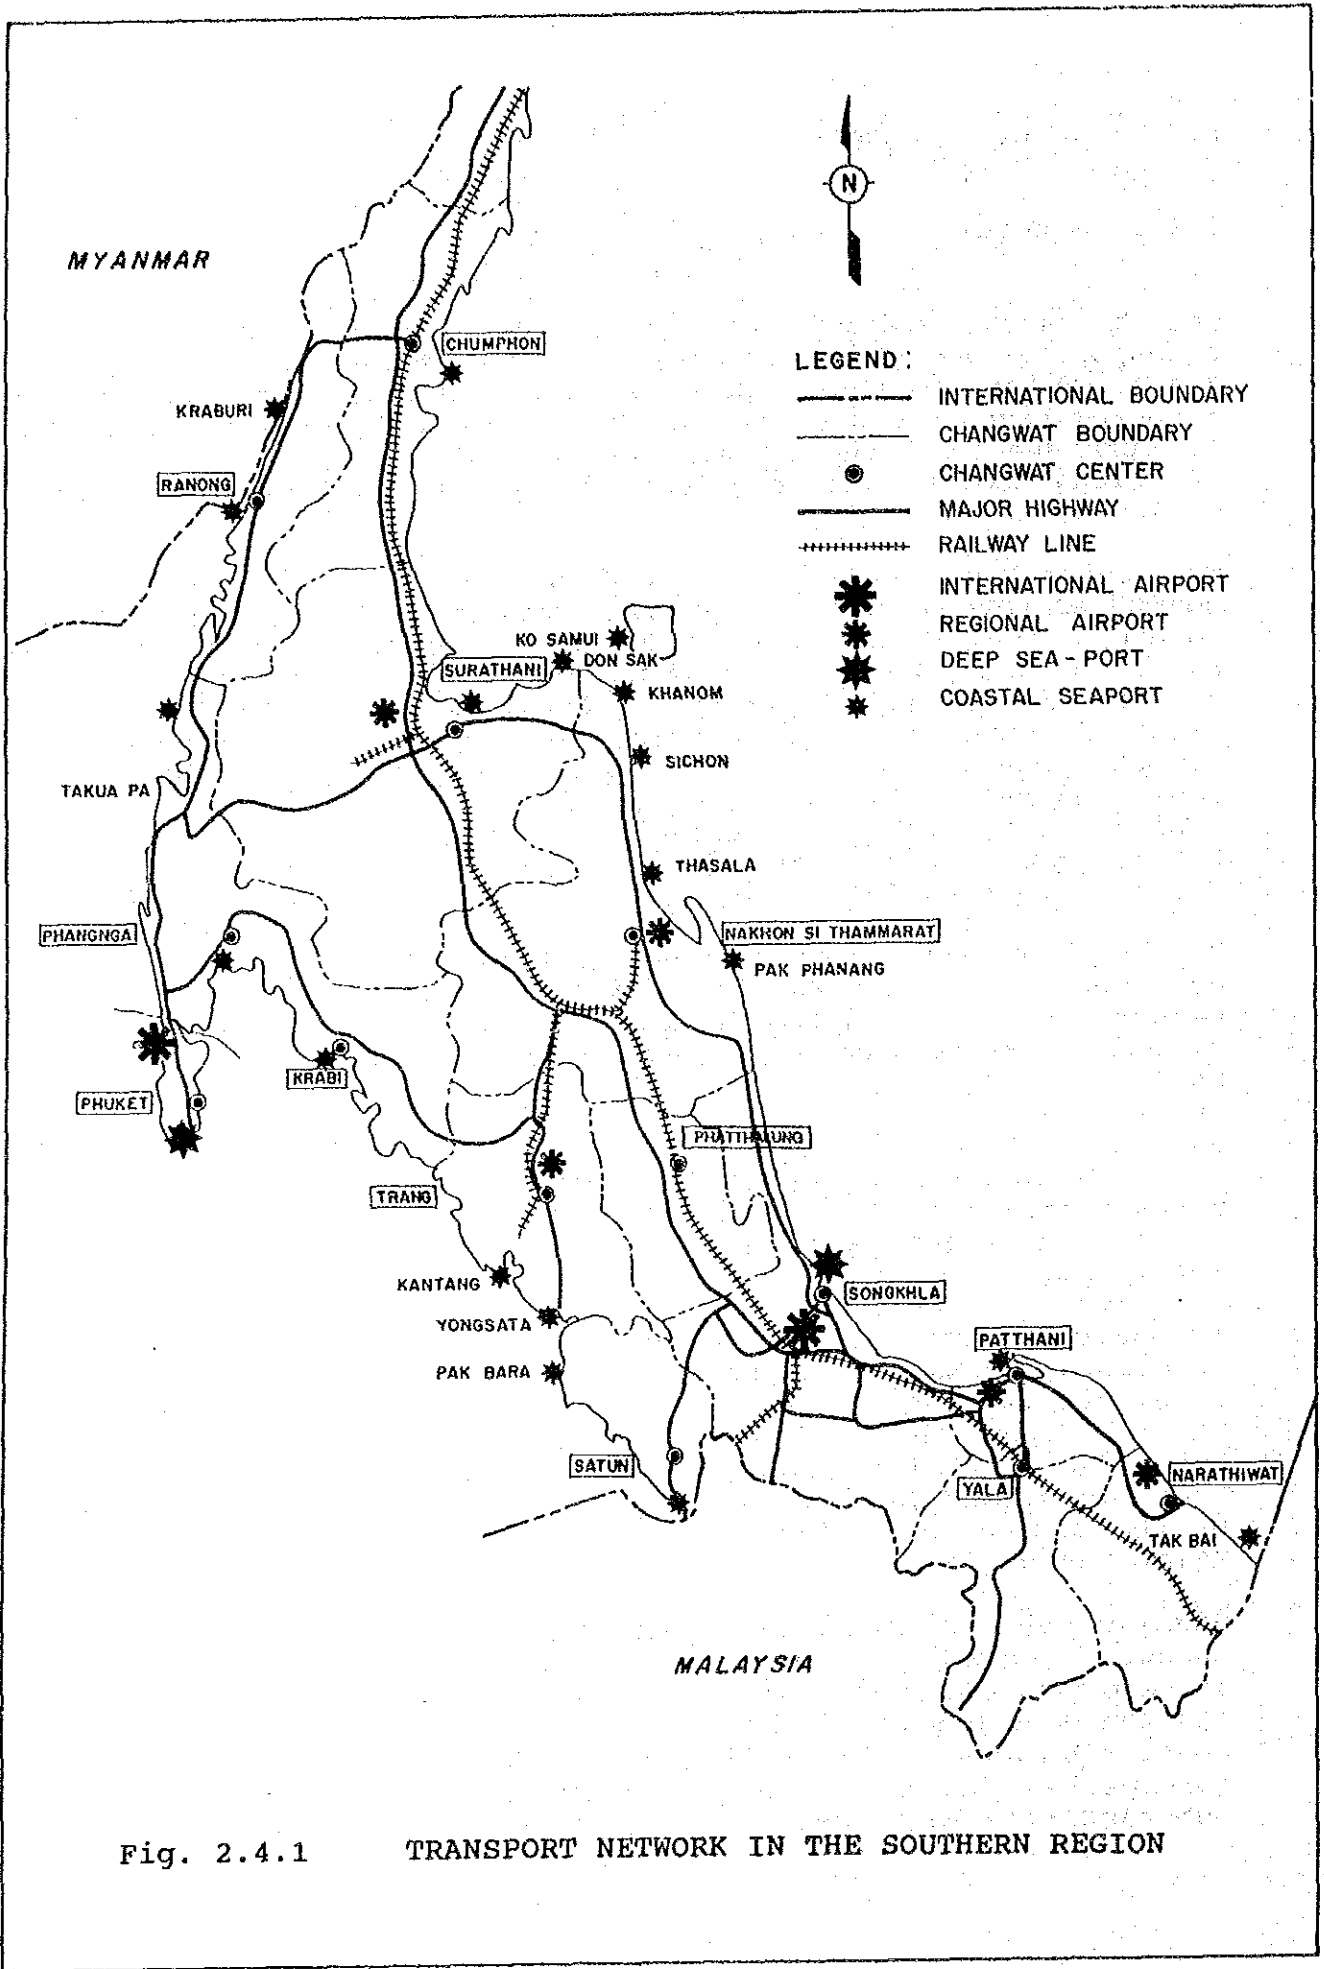 N
MYANMAR
CHUMPHON
KRABURI
RANONG
LEGEND :
INTERNATIONAL BOUNDARY
CHANGWAT BOUNDARY
CHANGWAT CENTER
MAJOR HIGHWAY
RAILWAY LINE
INTERNATIONAL AIRPORT
REGIONAL AIRPORT
DEEP SEA-PORT
COASTAL SEAPORT
KO SAMUI
DON SAK
SURATHANI
KHANOM
SICHON
TAKUA PA
THASALA
PHANGNGA
NAKHON SI THAMMARAT
PAK PHANANG
KRABI
PHUKET
PHATTHALUNG
TRANG
KANTANG
SONGKHLA
YONGSATA
PATTHANI
PAK BARA
SATUN
YALA
NARATHIWAT
TAK BAI
MALAYSIA
Fig. 2.4.1 TRANSPORT NETWORK IN THE SOUTHERN REGION